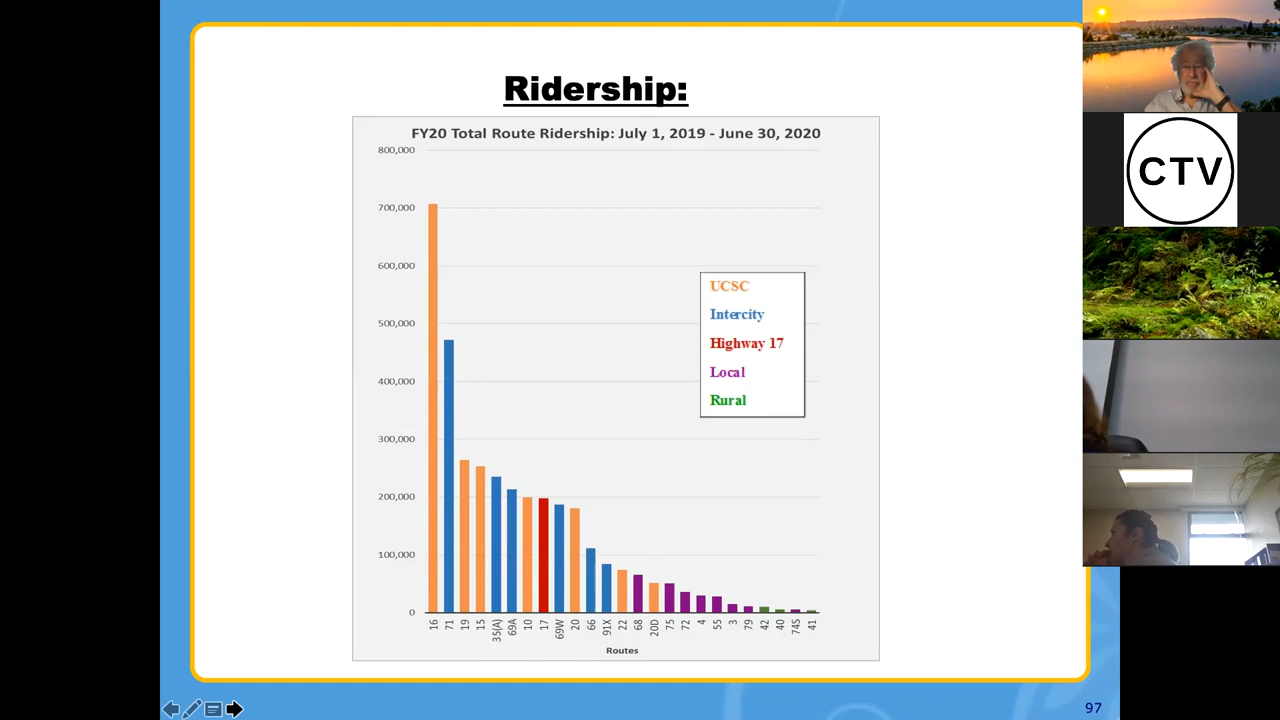 Ridership:
FY20 Total Route Ridership: July 1, 2019 - June 30, 2020
800,000
700,000
600,000
500,000
400,000
300,000
200,000
100,000
0
UCSC
Intercity
Highway 17
Local
Rural
16 71 19 15 35(A) 69A 10 17 69W 20 66 91X 22 68 20D 75 72 4 55 3 79 42 40 74S 41
Routes
97
CTV